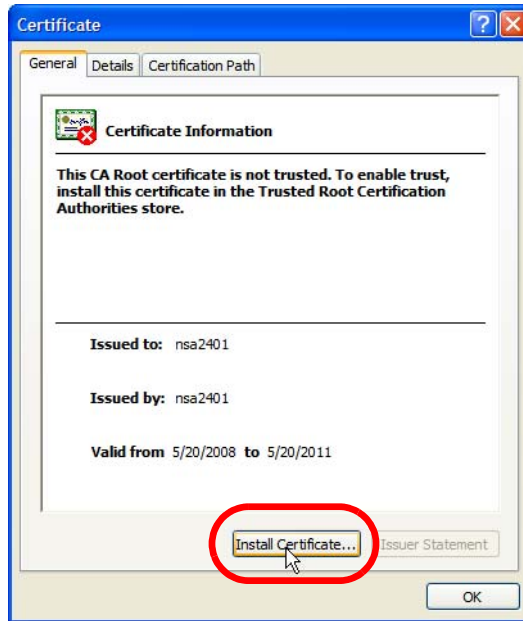 Certificate
General Details Certification Path
Certificate Information
This CA Root certificate is not trusted. To enable trust,
install this certificate in the Trusted Root Certification
Authorities store.
Issued to: nsa2401
Issued by: nsa2401
Valid from 5/20/2008 to 5/20/2011
Install Certificate... Issuer Statement
OK